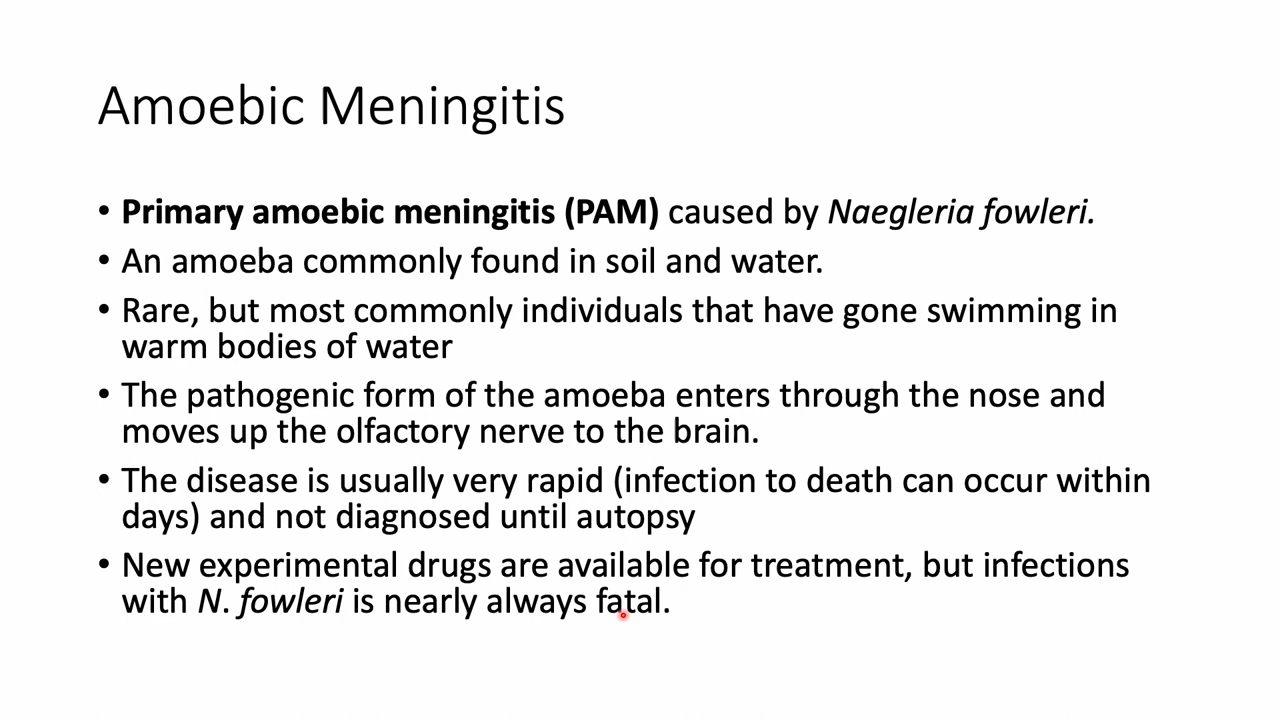 Amoebic Meningitis
• Primary amoebic meningitis (PAM) caused by Naegleria fowleri.
• An amoeba commonly found in soil and water.
• Rare, but most commonly individuals that have gone swimming in
warm bodies of water
• The pathogenic form of the amoeba enters through the nose and
moves up the olfactory nerve to the brain.
• The disease is usually very rapid (infection to death can occur within
days) and not diagnosed until autopsy
• New experimental drugs are available for treatment, but infections
with N. fowleri is nearly always fatal.